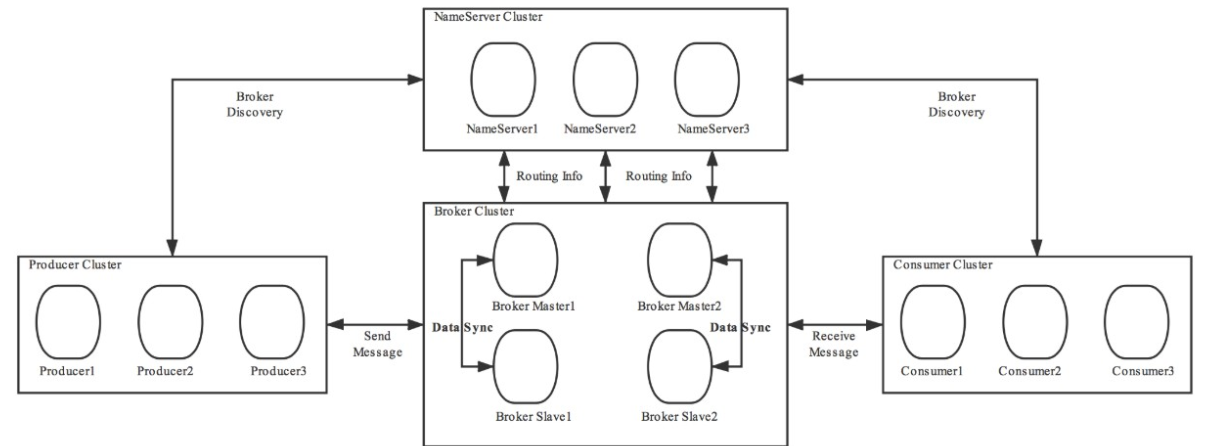 NameServer Cluster
NameServer1
NameServer2
NameServer3
Broker
Discovery
Broker
Discovery
Routing Info
Routing Info
Broker Cluster
Broker Master1
Broker Master2
Data Sync
Data Sync
Broker Slave1
Broker Slave2
Producer Cluster
Producer1
Producer2
Producer3
Send
Message
Receive
Message
Consumer Cluster
Consumer1
Consumer2
Consumer3